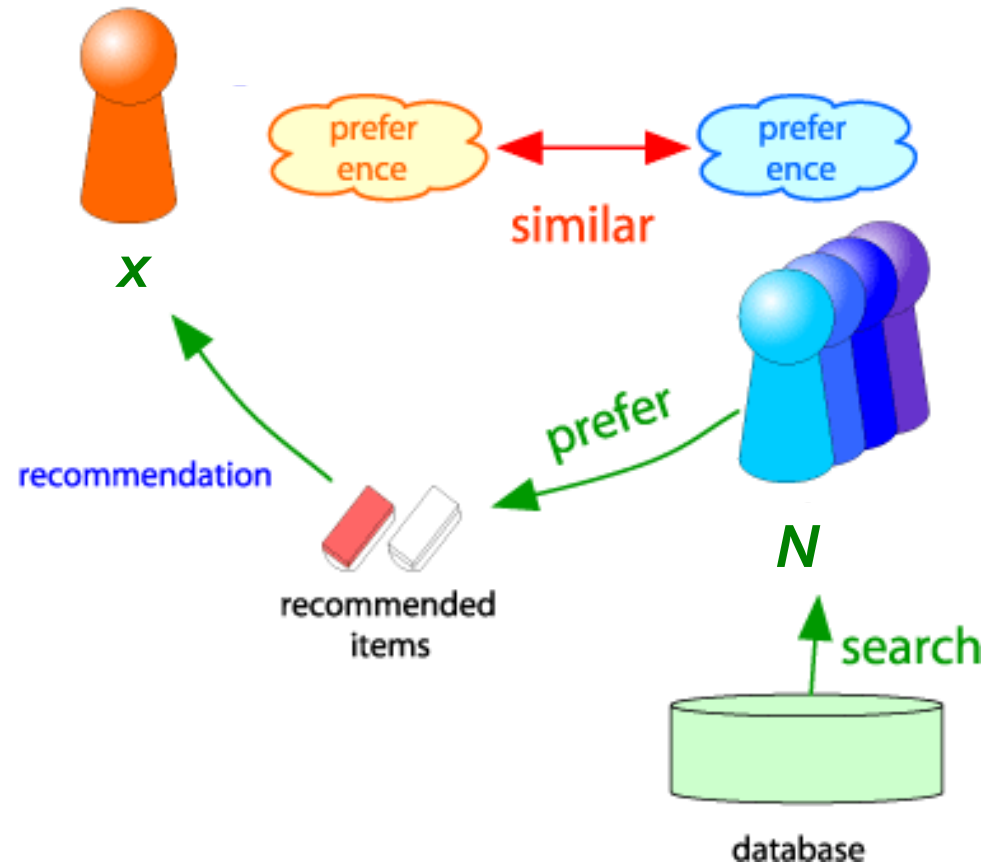 prefer
ence
prefer
ence
similar
x
prefer
recommendation
N
recommended
items
search
database